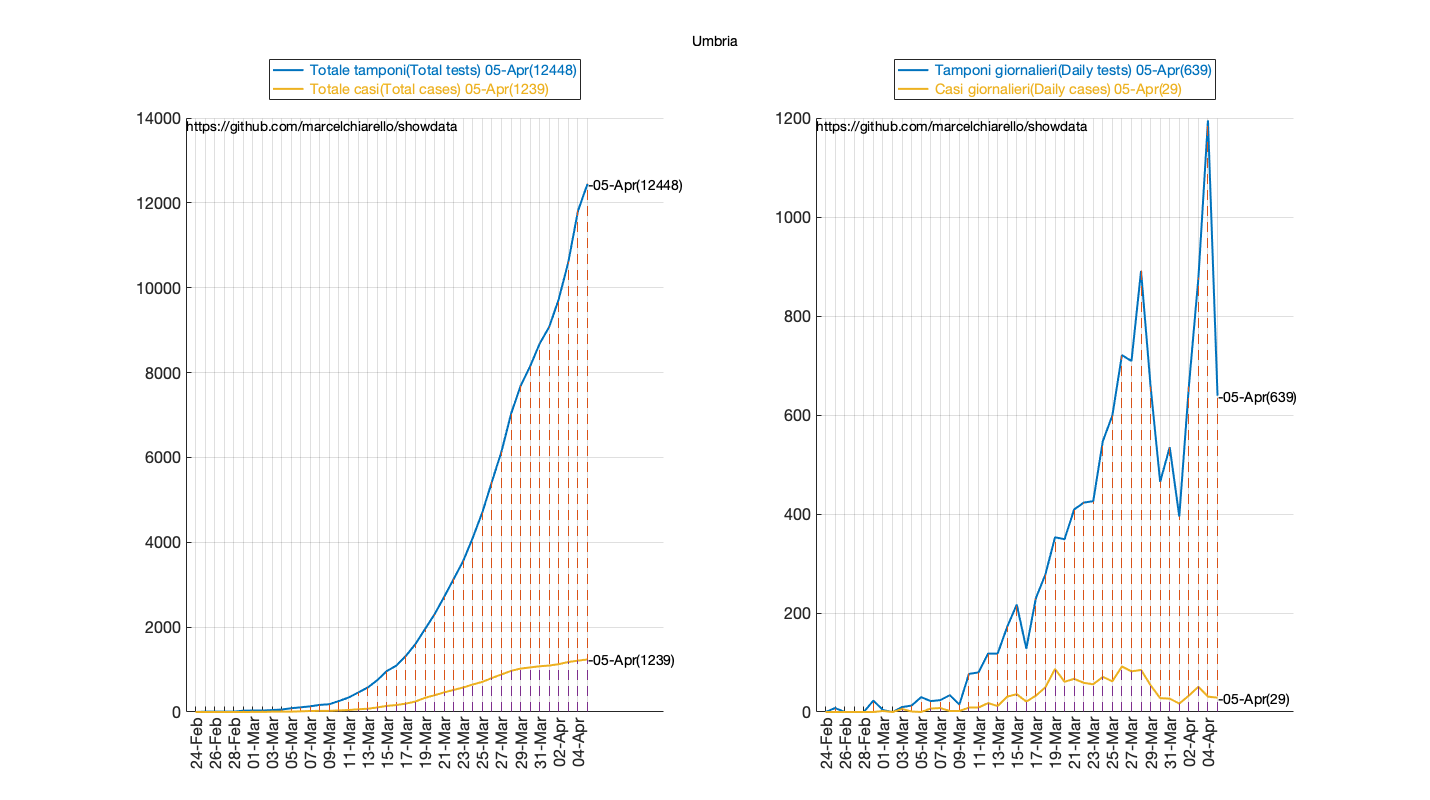 Umbria
Totale tamponi(Total tests) 05-Apr(12448)
Totale casi(Total cases) 05-Apr(1239)
14000
12000
10000
8000
6000
4000
2000
0
https://github.com/marcelchiarello/showdata
-05-Apr(12448)
-05-Apr(1239)
24-Feb
26-Feb
28-Feb
01-Mar
03-Mar
05-Mar
07-Mar
09-Mar
11-Mar
13-Mar
15-Mar
17-Mar
19-Mar
21-Mar
23-Mar
25-Mar
27-Mar
29-Mar
31-Mar
02-Apr
04-Apr
Tamponi giornalieri(Daily tests) 05-Apr(639)
Casi giornalieri(Daily cases) 05-Apr(29)
1200
1000
800
600
400
200
0
https://github.com/marcelchiarello/showdata
-05-Apr(639)
-05-Apr(29)
24-Feb
26-Feb
28-Feb
01-Mar
03-Mar
05-Mar
07-Mar
09-Mar
11-Mar
13-Mar
15-Mar
17-Mar
19-Mar
21-Mar
23-Mar
25-Mar
27-Mar
29-Mar
31-Mar
02-Apr
04-Apr